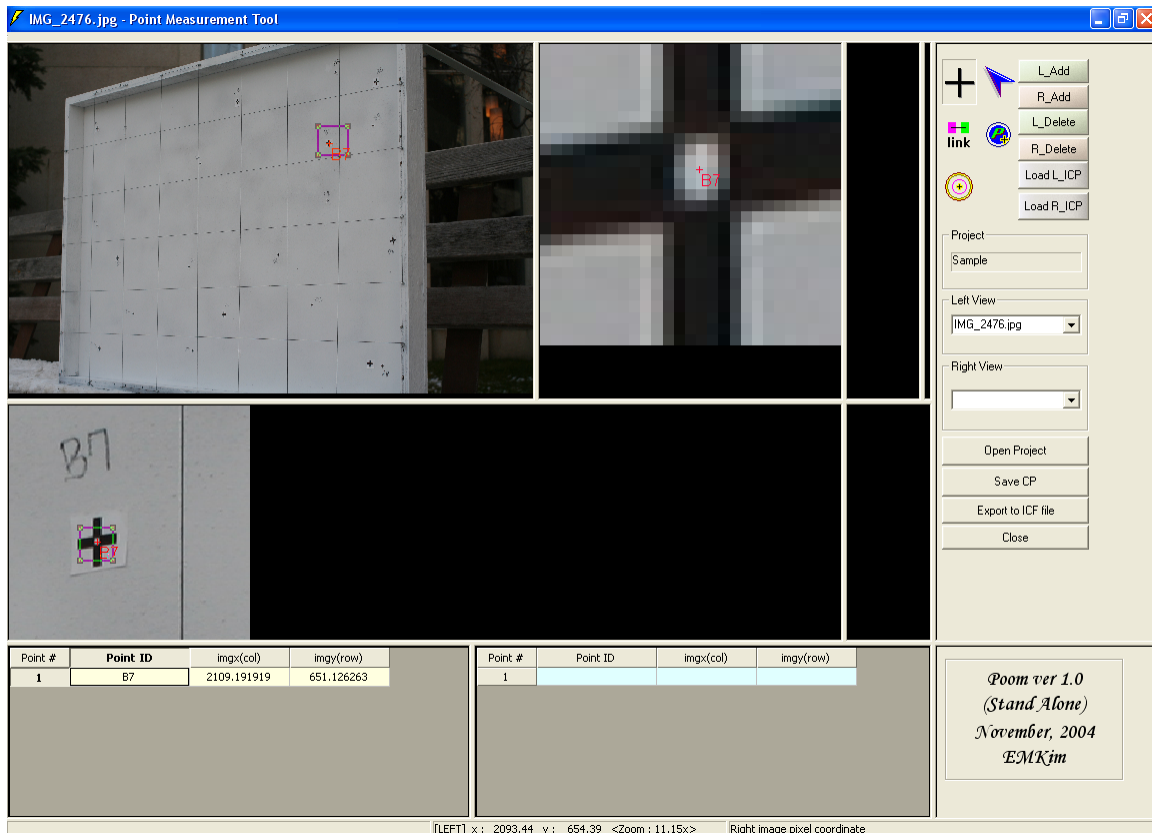 IMG_2476.jpg - Point Measurement Tool
B7
B7
B7
B7
L_Add
R_Add
L_Delete
link
R_Delete
Load L_ICP
Load R_ICP
Project
Sample
Left View
IMG_2476.jpg
Right View
Open Project
Save CP
Export to ICF file
Close
Point # Point ID imgx(col) imgy(row)
1 B7 2109.191919 651.126263
Point # Point ID imgx(col) imgy(row)
1
Poom ver 1.0
(Stand Alone)
November, 2004
EMKim
[LEFT] x : 2093.44 y : 654.39 <Zoom : 11.15x>
Right image pixel coordinate